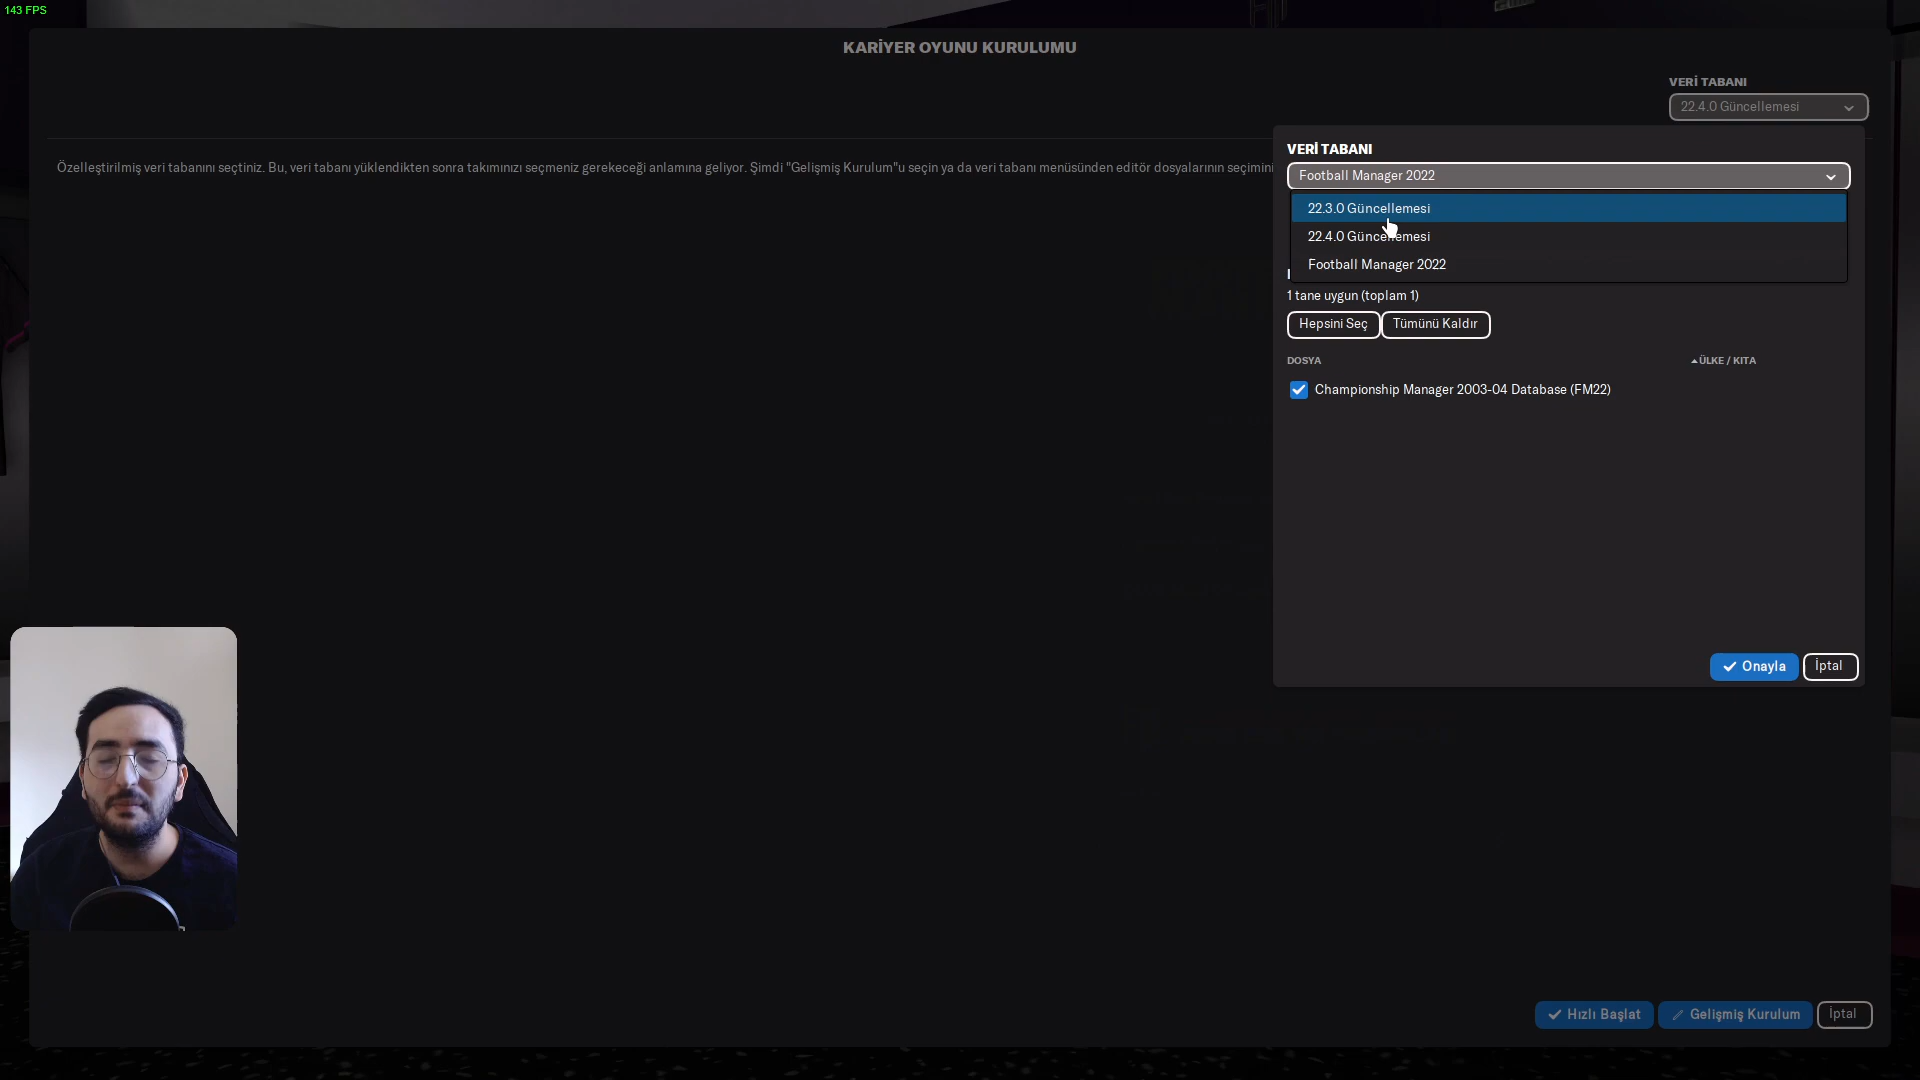 143 FPS
KARİYER OYUNU KURULUMU
VERİ TABANI
22.4.0 Güncellemesi
Özelleştirilmiş veri tabanını seçtiniz. Bu, veri tabanı yüklendikten sonra takımınızı seçmeniz gerekeceği anlamına geliyor. Şimdi "Gelişmiş Kurulum"u seçin ya da veri tabanı menüsünden editör dosyalarının seçimini
VERİ TABANI
Football Manager 2022
22.3.0 Güncellemesi
22.4.0 Güncellemesi
Football Manager 2022
1 tane uygun (toplam 1)
Hepsini Seç
Tümünü Kaldır
DOSYA
ÜLKE / KITA
Championship Manager 2003-04 Database (FM22)
Onayla
İptal
Hızlı Başlat
Gelişmiş Kurulum
İptal